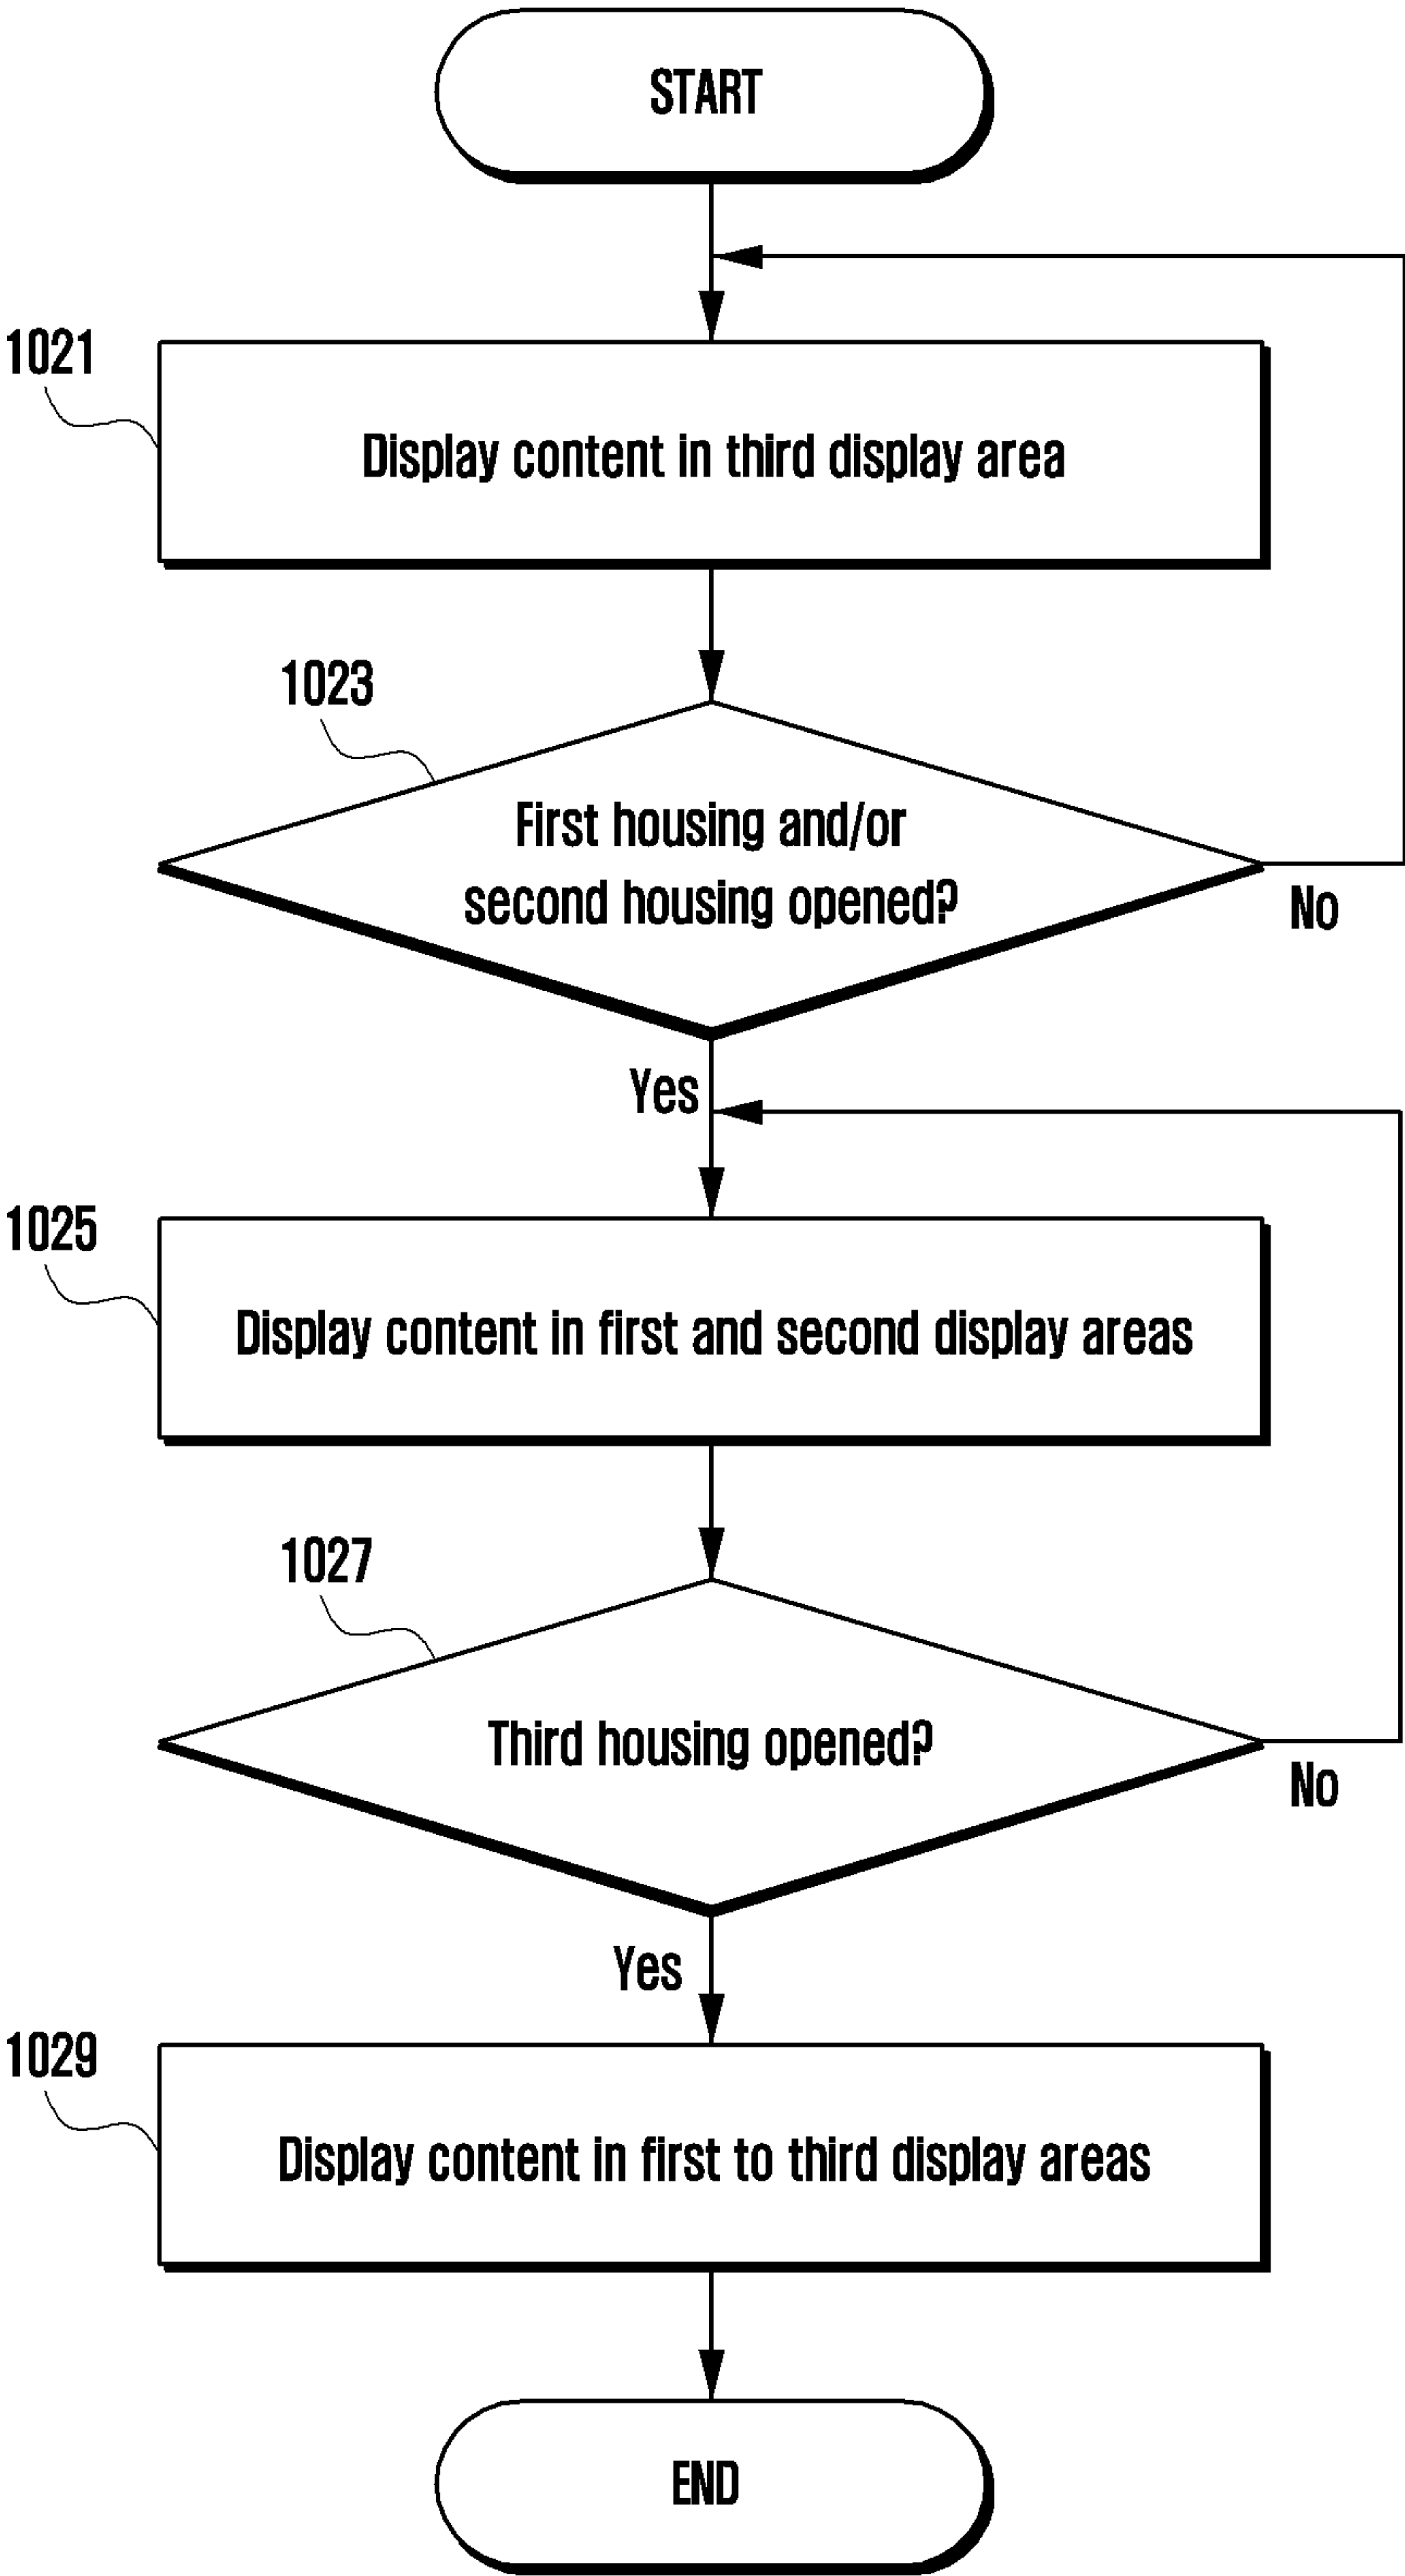 START
1021
Display content in third display area
1023
First housing and/or
second housing opened?
No
Yes
1025
Display content in first and second display areas
1027
Third housing opened?
No
Yes
1029
Display content in first to third display areas
END